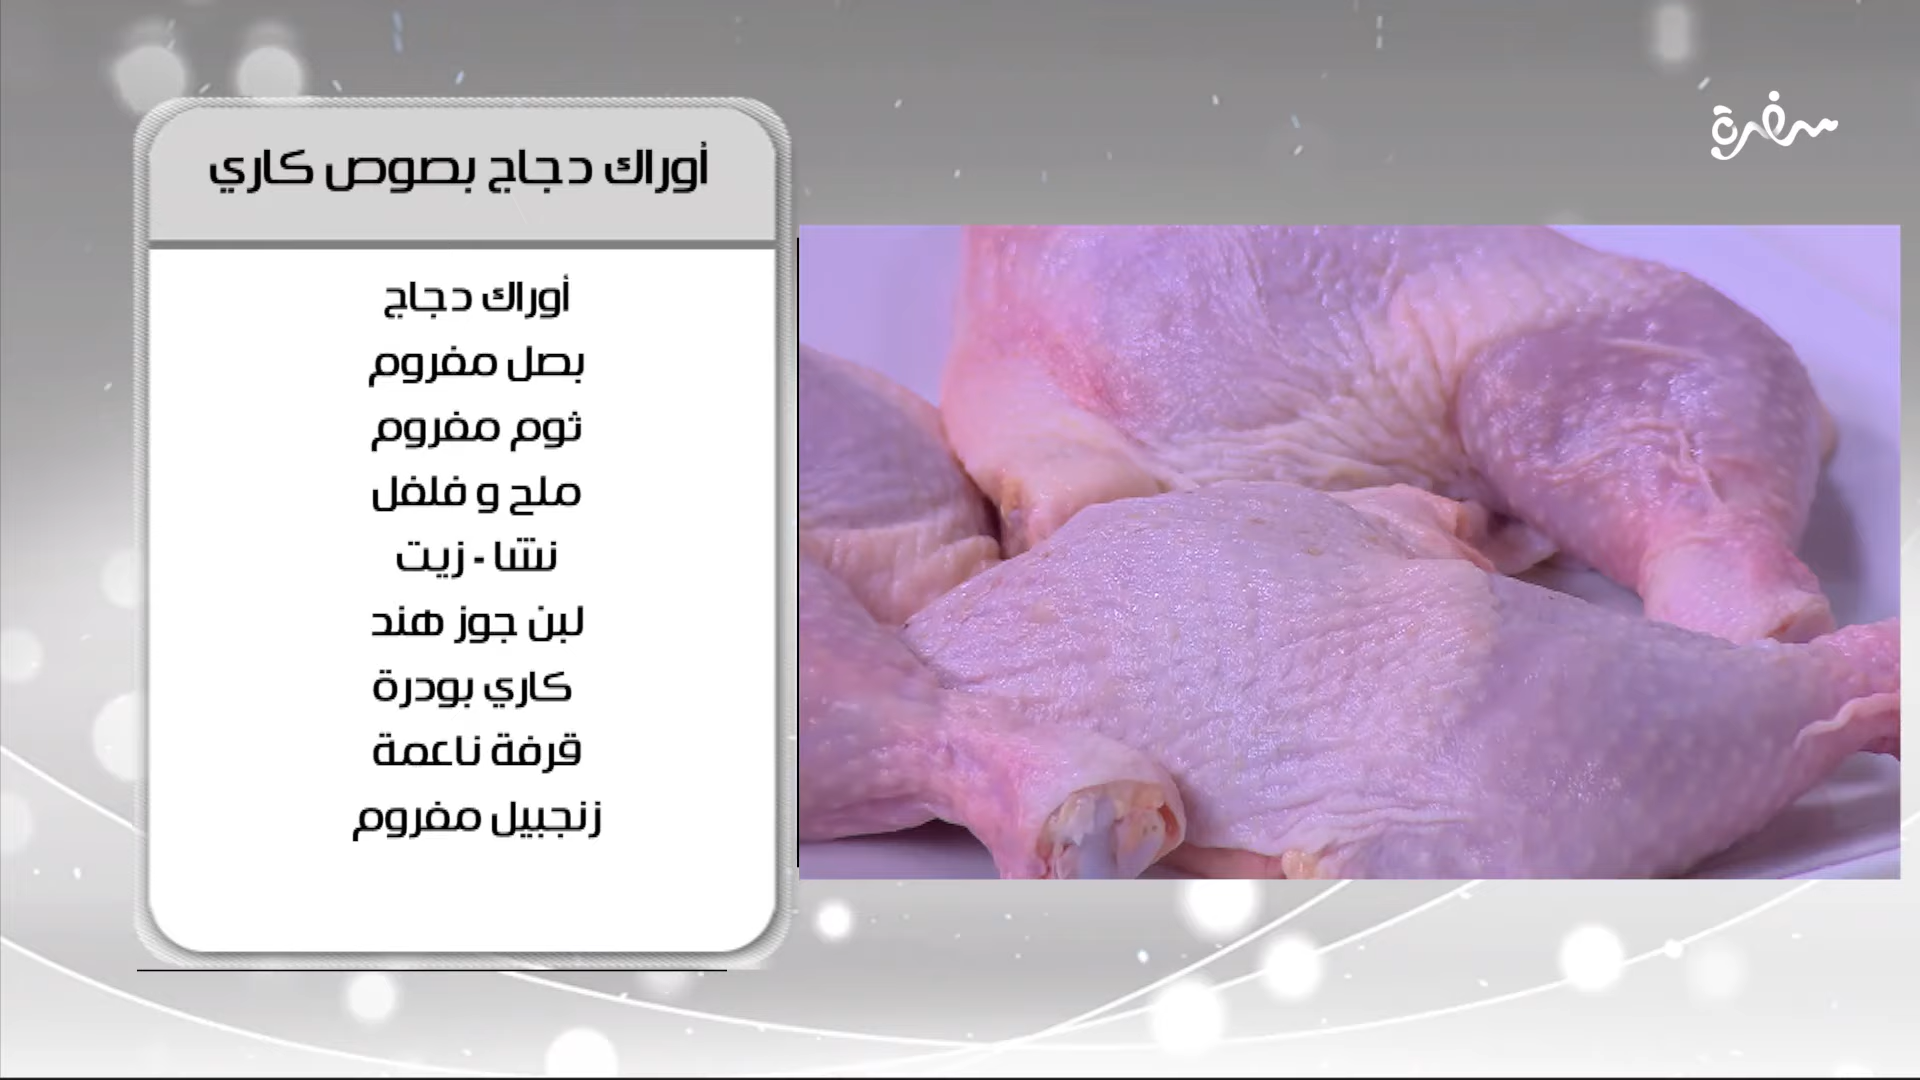 سفرة
أوراك دجاج بصوص كاري
أوراك دجاج
بصل مفروم
ثوم مفروم
ملح و فلفل
نشا - زيت
لبن جوز هند
كاري بودرة
قرفة ناعمة
زنجبيل مفروم